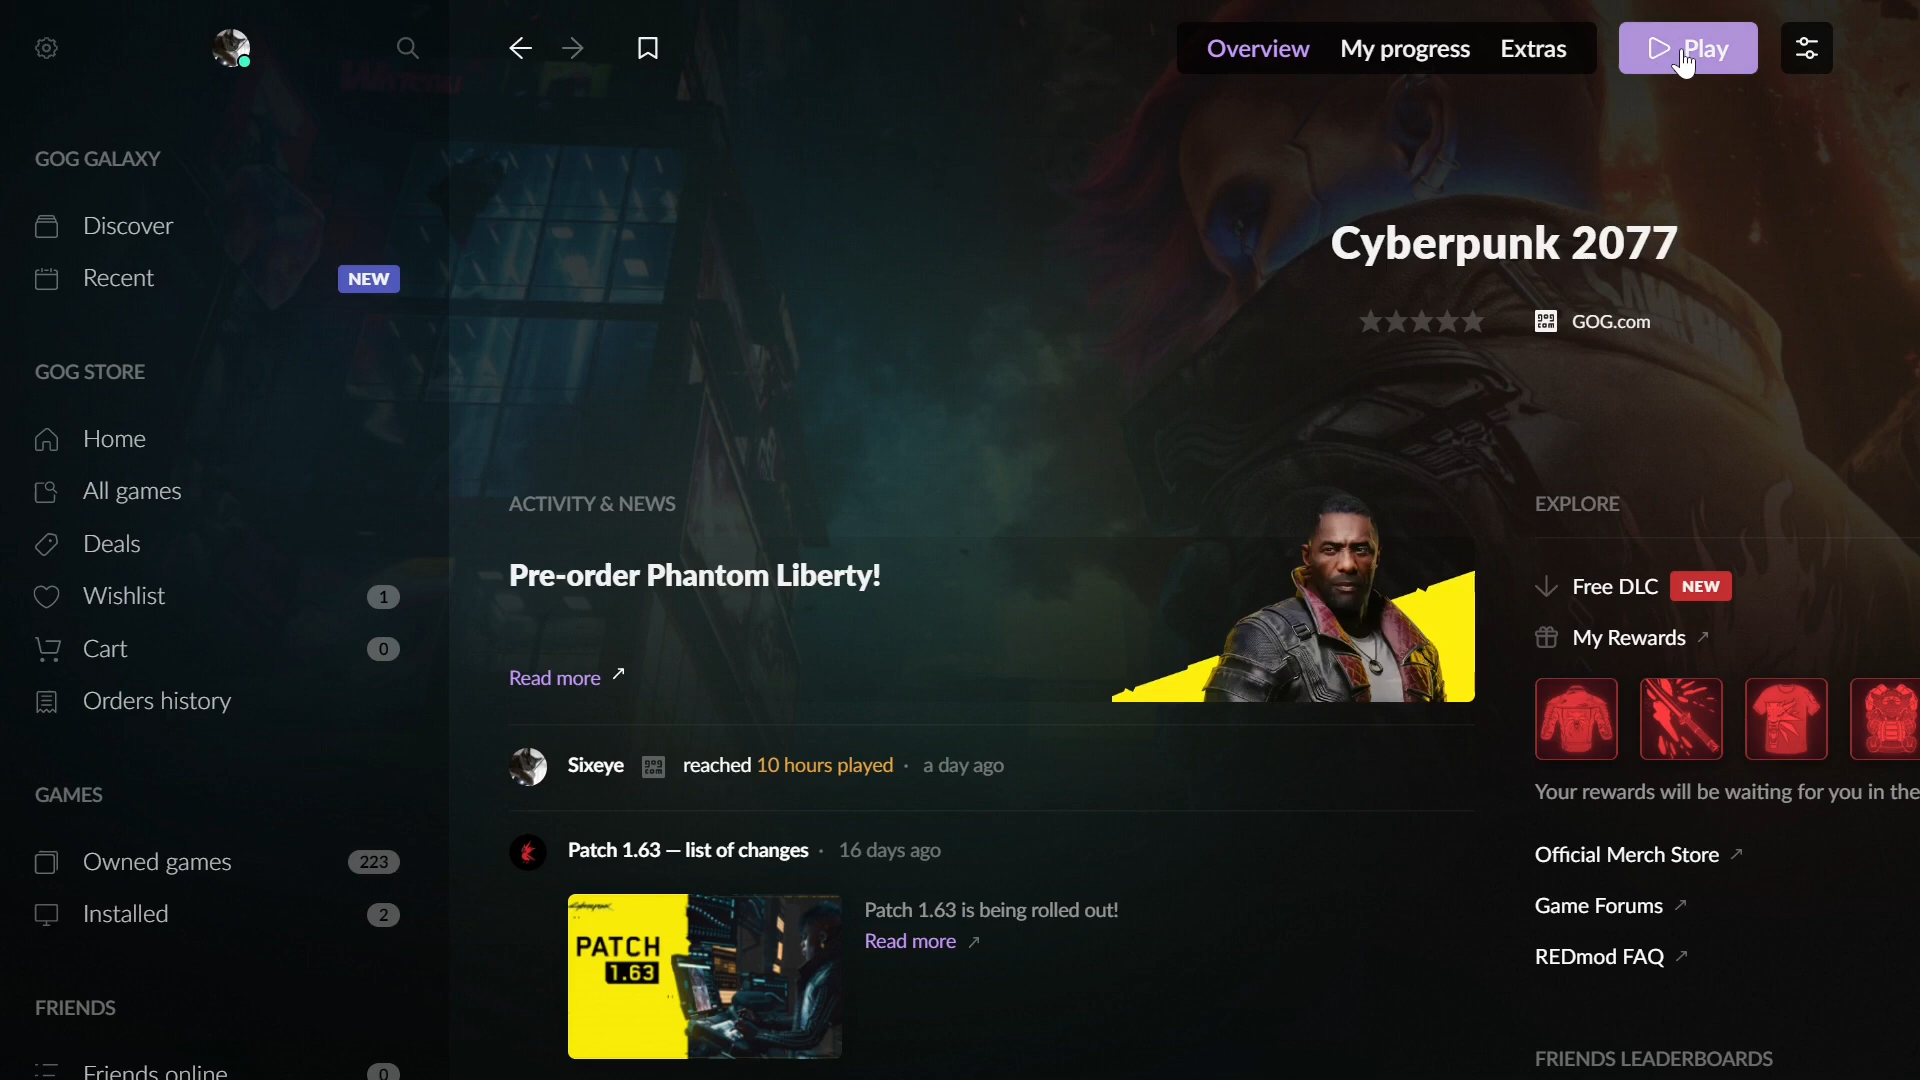 Overview My progress Extras Play
GOG GALAXY
Discover
Recent NEW
GOG STORE
Home
All games
Deals
Wishlist 1
Cart 0
Orders history
GAMES
Owned games 223
Installed 2
FRIENDS
Friends online 0
Cyberpunk 2077
GOG.com
ACTIVITY & NEWS
Pre-order Phantom Liberty!
Read more
Sixeye gog com reached 10 hours played · a day ago
Patch 1.63 — list of changes · 16 days ago
PATCH
1.63
Patch 1.63 is being rolled out!
Read more
EXPLORE
Free DLC NEW
My Rewards
Your rewards will be waiting for you in the
Official Merch Store
Game Forums
REDmod FAQ
FRIENDS LEADERBOARDS